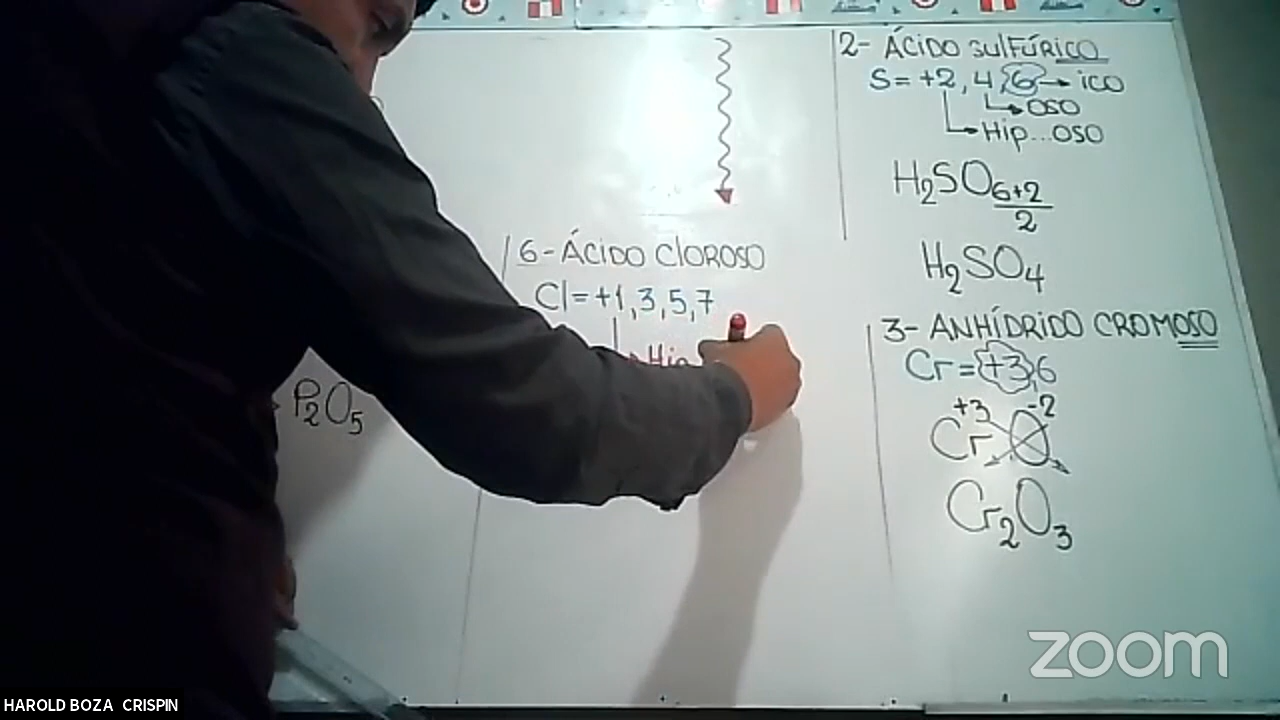 P2O5
6- ÁCIDO ClOROSO
Cl=+1,3,5,7
Hip
2- ÁCIDO SulFÚRICO
S=+2,4,6→ico
oso
Hip...oso
H2SO6+2
2
H2SO4
3- ANHÍDRIDO CROMOSO
Cr=+3,6
+3 -2
Cr O
Cr2O3
zoom
HAROLD BOZA CRISPIN